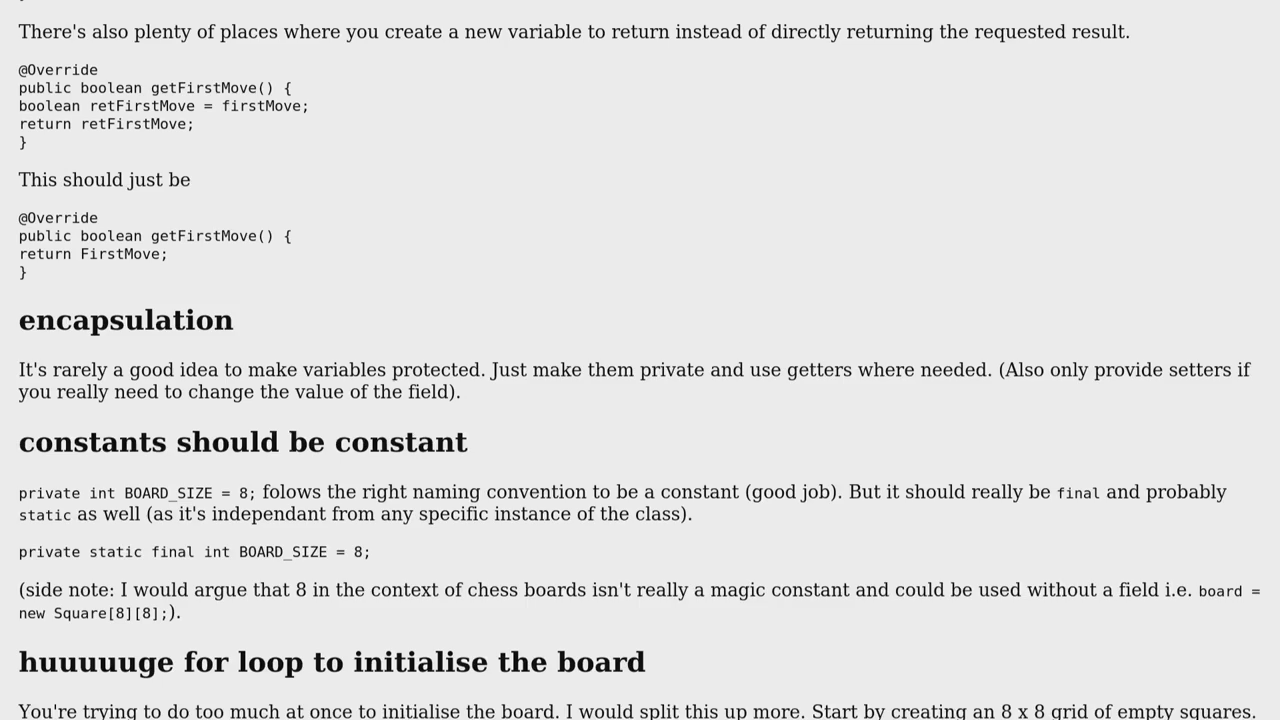 There's also plenty of places where you create a new variable to return instead of directly returning the requested result.
@Override
public boolean getFirstMove() {
boolean retFirstMove = firstMove;
return retFirstMove;
}
This should just be
@Override
public boolean getFirstMove() {
return FirstMove;
}
encapsulation
It's rarely a good idea to make variables protected. Just make them private and use getters where needed. (Also only provide setters if
you really need to change the value of the field).
constants should be constant
private int BOARD_SIZE = 8; folows the right naming convention to be a constant (good job). But it should really be final and probably
static as well (as it's independant from any specific instance of the class).
private static final int BOARD_SIZE = 8;
(side note: I would argue that 8 in the context of chess boards isn't really a magic constant and could be used without a field i.e. board =
new Square[8][8];).
huuuuuge for loop to initialise the board
You're trying to do too much at once to initialise the board. I would split this up more. Start by creating an 8 x 8 grid of empty squares.